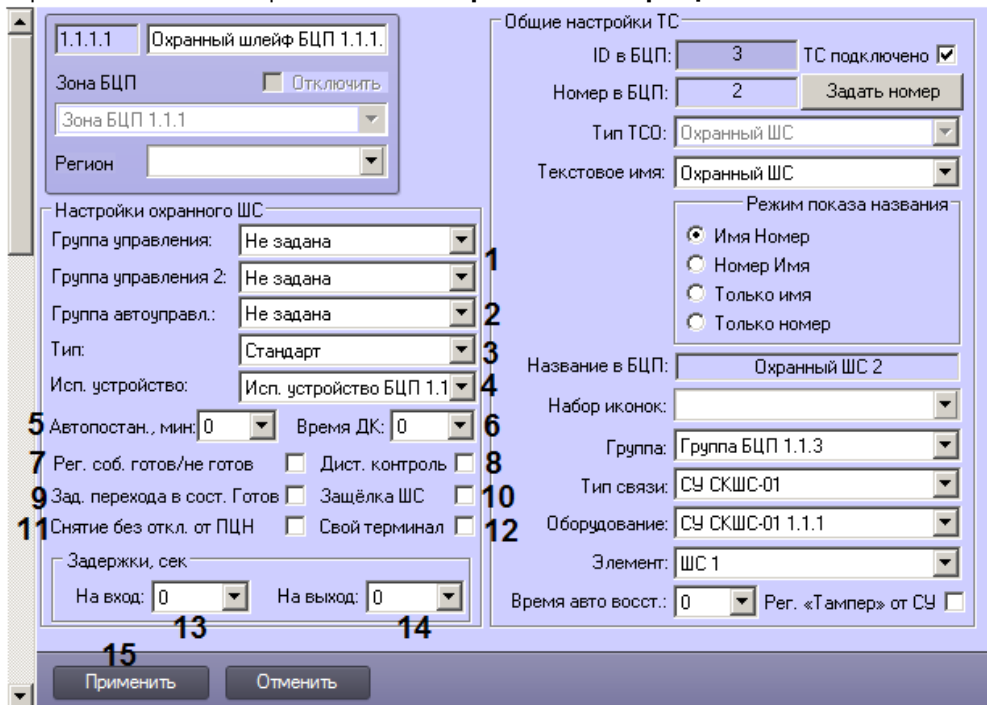 1.1.1.1 Охранный шлейф БЦП 1.1.1.
Зона БЦП Отключить
Зона БЦП 1.1.1
Регион
Настройки охранного ШС
Группа управления: Не задана
1
Группа управления 2: Не задана
Группа автоуправл.: Не задана 2
Тип: Стандарт 3
Исп. устройство: Исп. устройство БЦП 1.1 4
5 Автопостан., мин: 0 Время ДК: 0 6
7 Рег. соб. готов/не готов Дист. контроль 8
9 Зад. перехода в сост. Готов Защёлка ШС 10
11 Снятие без откл. от ПЦН Свой терминал 12
Задержки, сек
На вход: 0 На выход: 0
13 14
Общие настройки ТС
ID в БЦП: 3 ТС подключено
Номер в БЦП: 2 Задать номер
Тип ТСО: Охранный ШС
Текстовое имя: Охранный ШС
Режим показа названия
Имя Номер
Номер Имя
Только имя
Только номер
Название в БЦП: Охранный ШС 2
Набор иконок:
Группа: Группа БЦП 1.1.3
Тип связи: СУ СКШС-01
Оборудование: СУ СКШС-01 1.1.1
Элемент: ШС 1
Время авто восст.: 0 Рег. «Тампер» от СУ
15
Применить Отменить